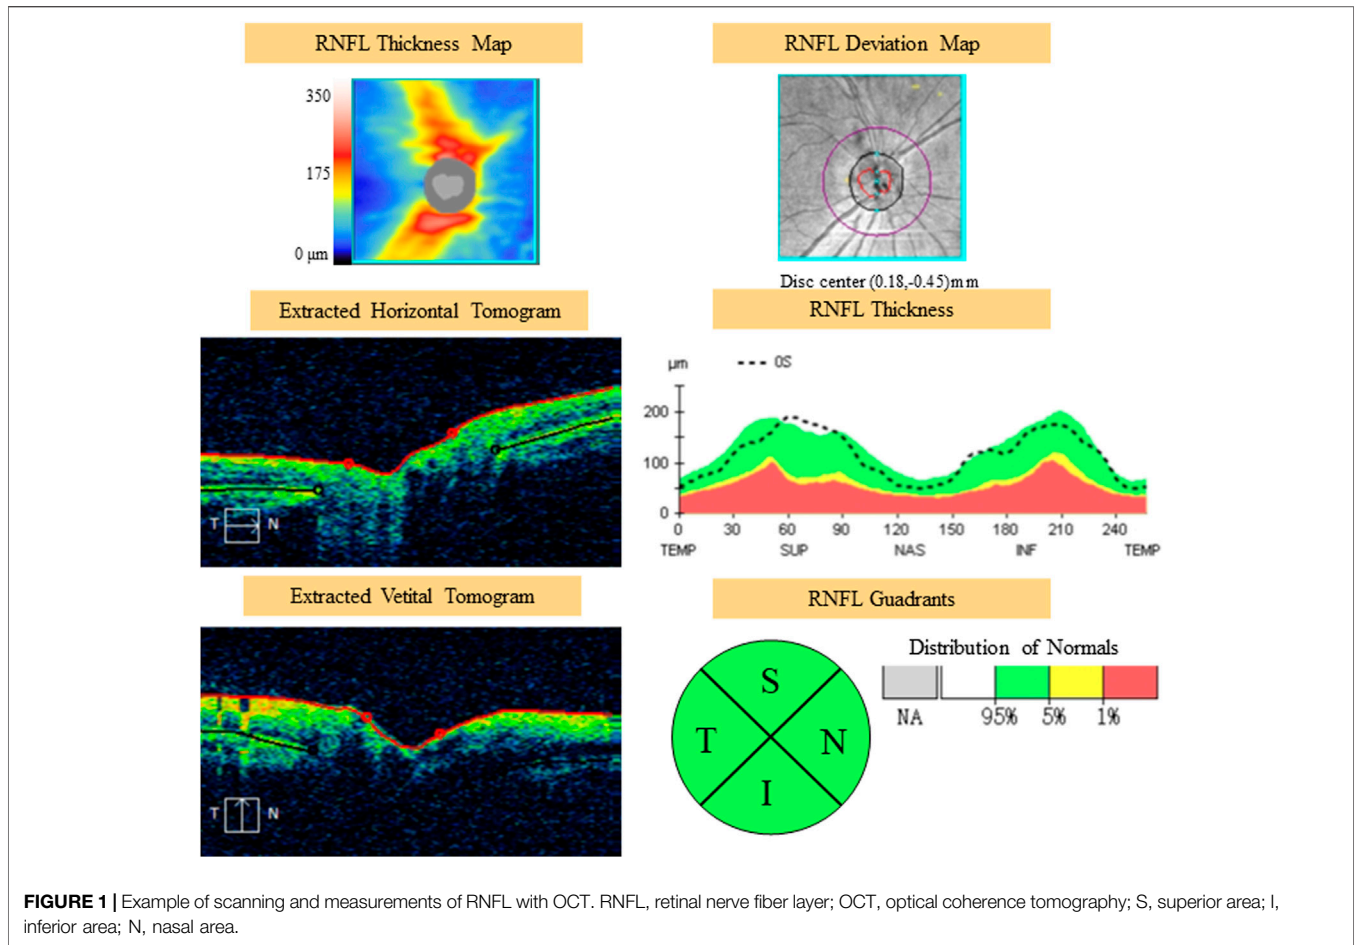 RNFL Thickness Map
RNFL Deviation Map
350
175
0 μm
Disc center (0.18,-0.45)mm
Extracted Horizontal Tomogram
RNFL Thickness
T N
μm
OS
200
100
0
0 30 60 90 120 150 180 210 240
TEMP SUP NAS INF TEMP
Extracted Vetital Tomogram
RNFL Guadrants
T N
S
T N
I
Distribution of Normals
NA 95% 5% 1%
FIGURE 1 | Example of scanning and measurements of RNFL with OCT. RNFL, retinal nerve fiber layer; OCT, optical coherence tomography; S, superior area; I,
inferior area; N, nasal area.